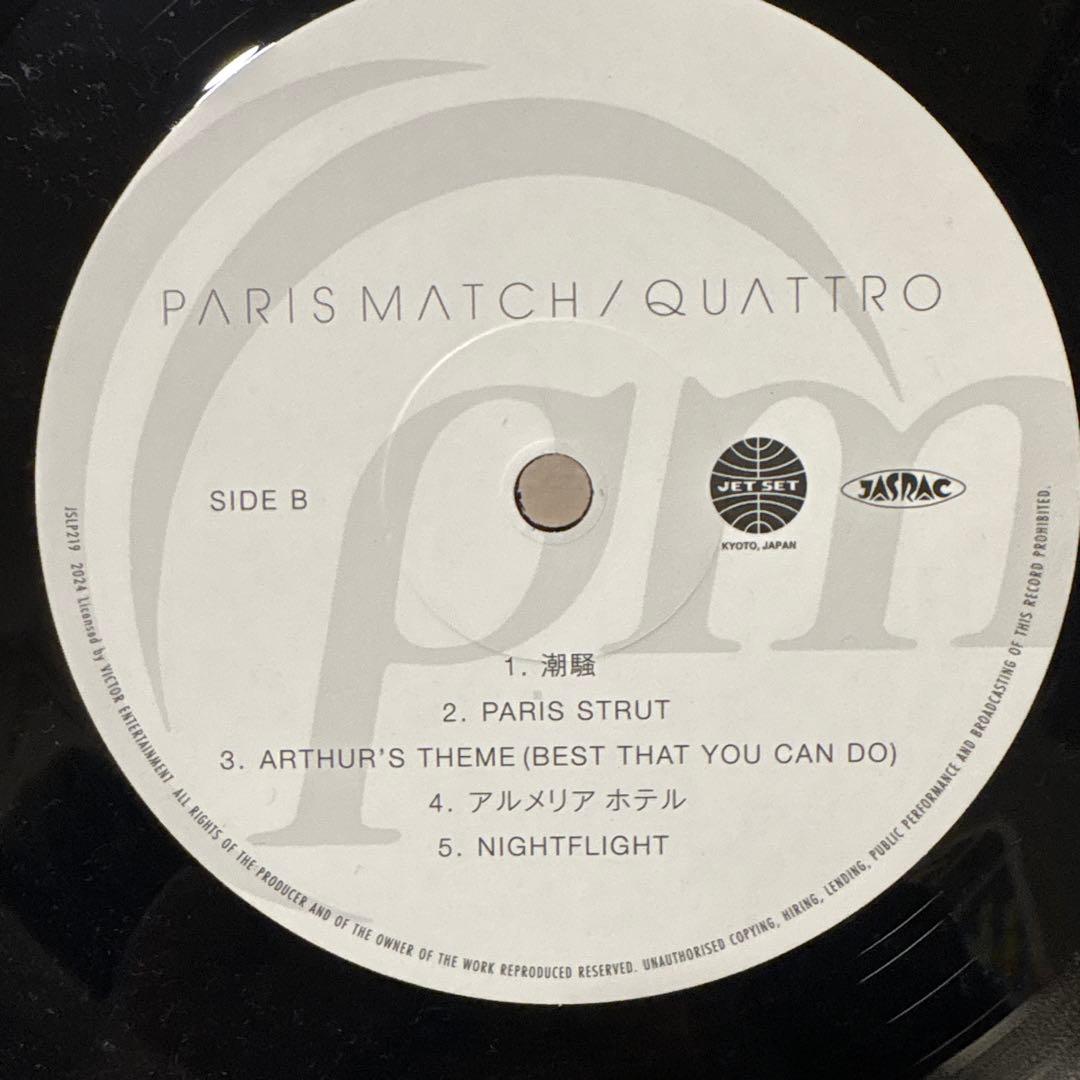 PARIS MATCH / QUATTRO
SIDE B
JET SET
KYOTO, JAPAN
JASRAC
pm
1. 潮騒
2. PARIS STRUT
3. ARTHUR'S THEME (BEST THAT YOU CAN DO)
4. アルメリア ホテル
5. NIGHTFLIGHT
JSLP219 2024 Licensed by VICTOR ENTERTAINMENT. ALL RIGHTS OF THE PRODUCER AND OF THE OWNER OF THE WORK REPRODUCED RESERVED. UNAUTHORISED COPYING, HIRING, LENDING, PUBLIC PERFORMANCE AND BROADCASTING OF THIS RECORD PROHIBITED.